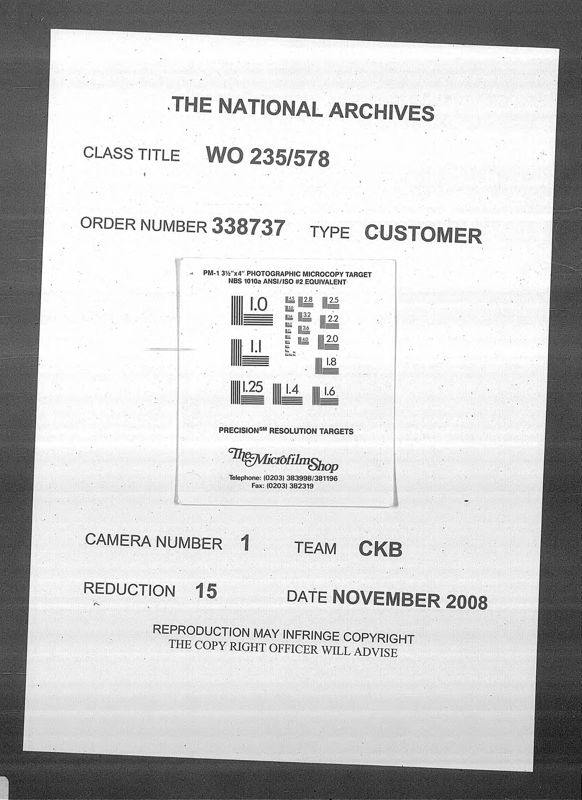 THE NATIONAL ARCHIVES
CLASS TITLE WO 235/578
ORDER NUMBER 338737 TYPE CUSTOMER
PM-1 3½"x4" PHOTOGRAPHIC MICROCOPY TARGET
NBS 1010a ANSI/ISO #2 EQUIVALENT
1.0 2.8 2.5
3.2 2.2
3.6
1.1 4.0 2.0
1.8
1.25 1.4 1.6
PRECISION℠ RESOLUTION TARGETS
The Microfilm Shop
Telephone: (0203) 383998/381196
Fax: (0203) 382319
CAMERA NUMBER 1 TEAM CKB
REDUCTION 15 DATE NOVEMBER 2008
REPRODUCTION MAY INFRINGE COPYRIGHT
THE COPY RIGHT OFFICER WILL ADVISE